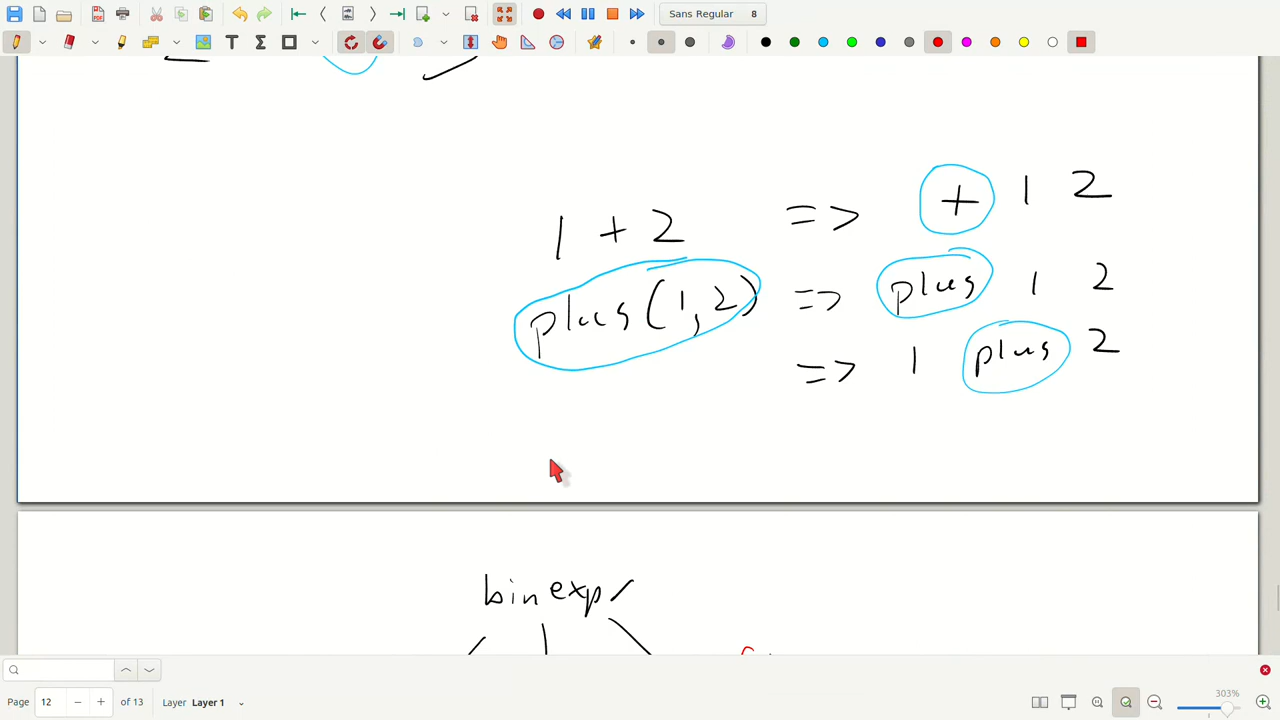 Sans Regular 8
1 + 2 => + 1 2
plus(1,2) => plus 1 2
=> 1 plus 2
binexp
303%
Page 12 of 13 Layer Layer 1